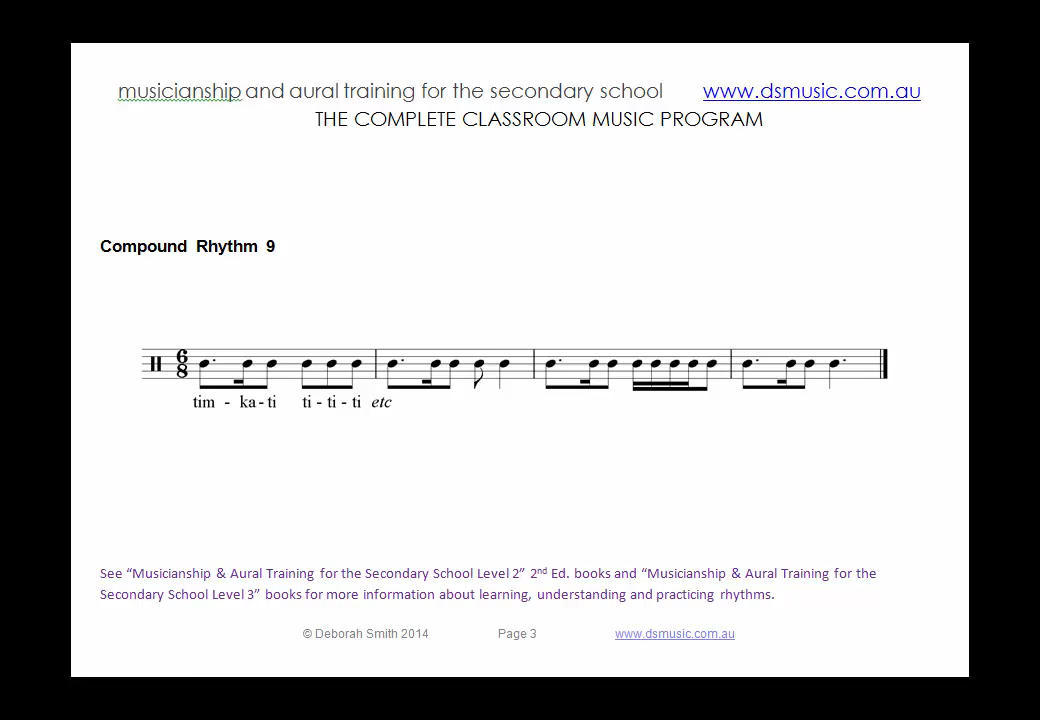 musicianship and aural training for the secondary school www.dsmusic.com.au
THE COMPLETE CLASSROOM MUSIC PROGRAM
Compound Rhythm 9
6
8
tim - ka - ti ti - ti - ti etc
See “Musicianship & Aural Training for the Secondary School Level 2” 2nd Ed. books and “Musicianship & Aural Training for the
Secondary School Level 3” books for more information about learning, understanding and practicing rhythms.
© Deborah Smith 2014 Page 3 www.dsmusic.com.au